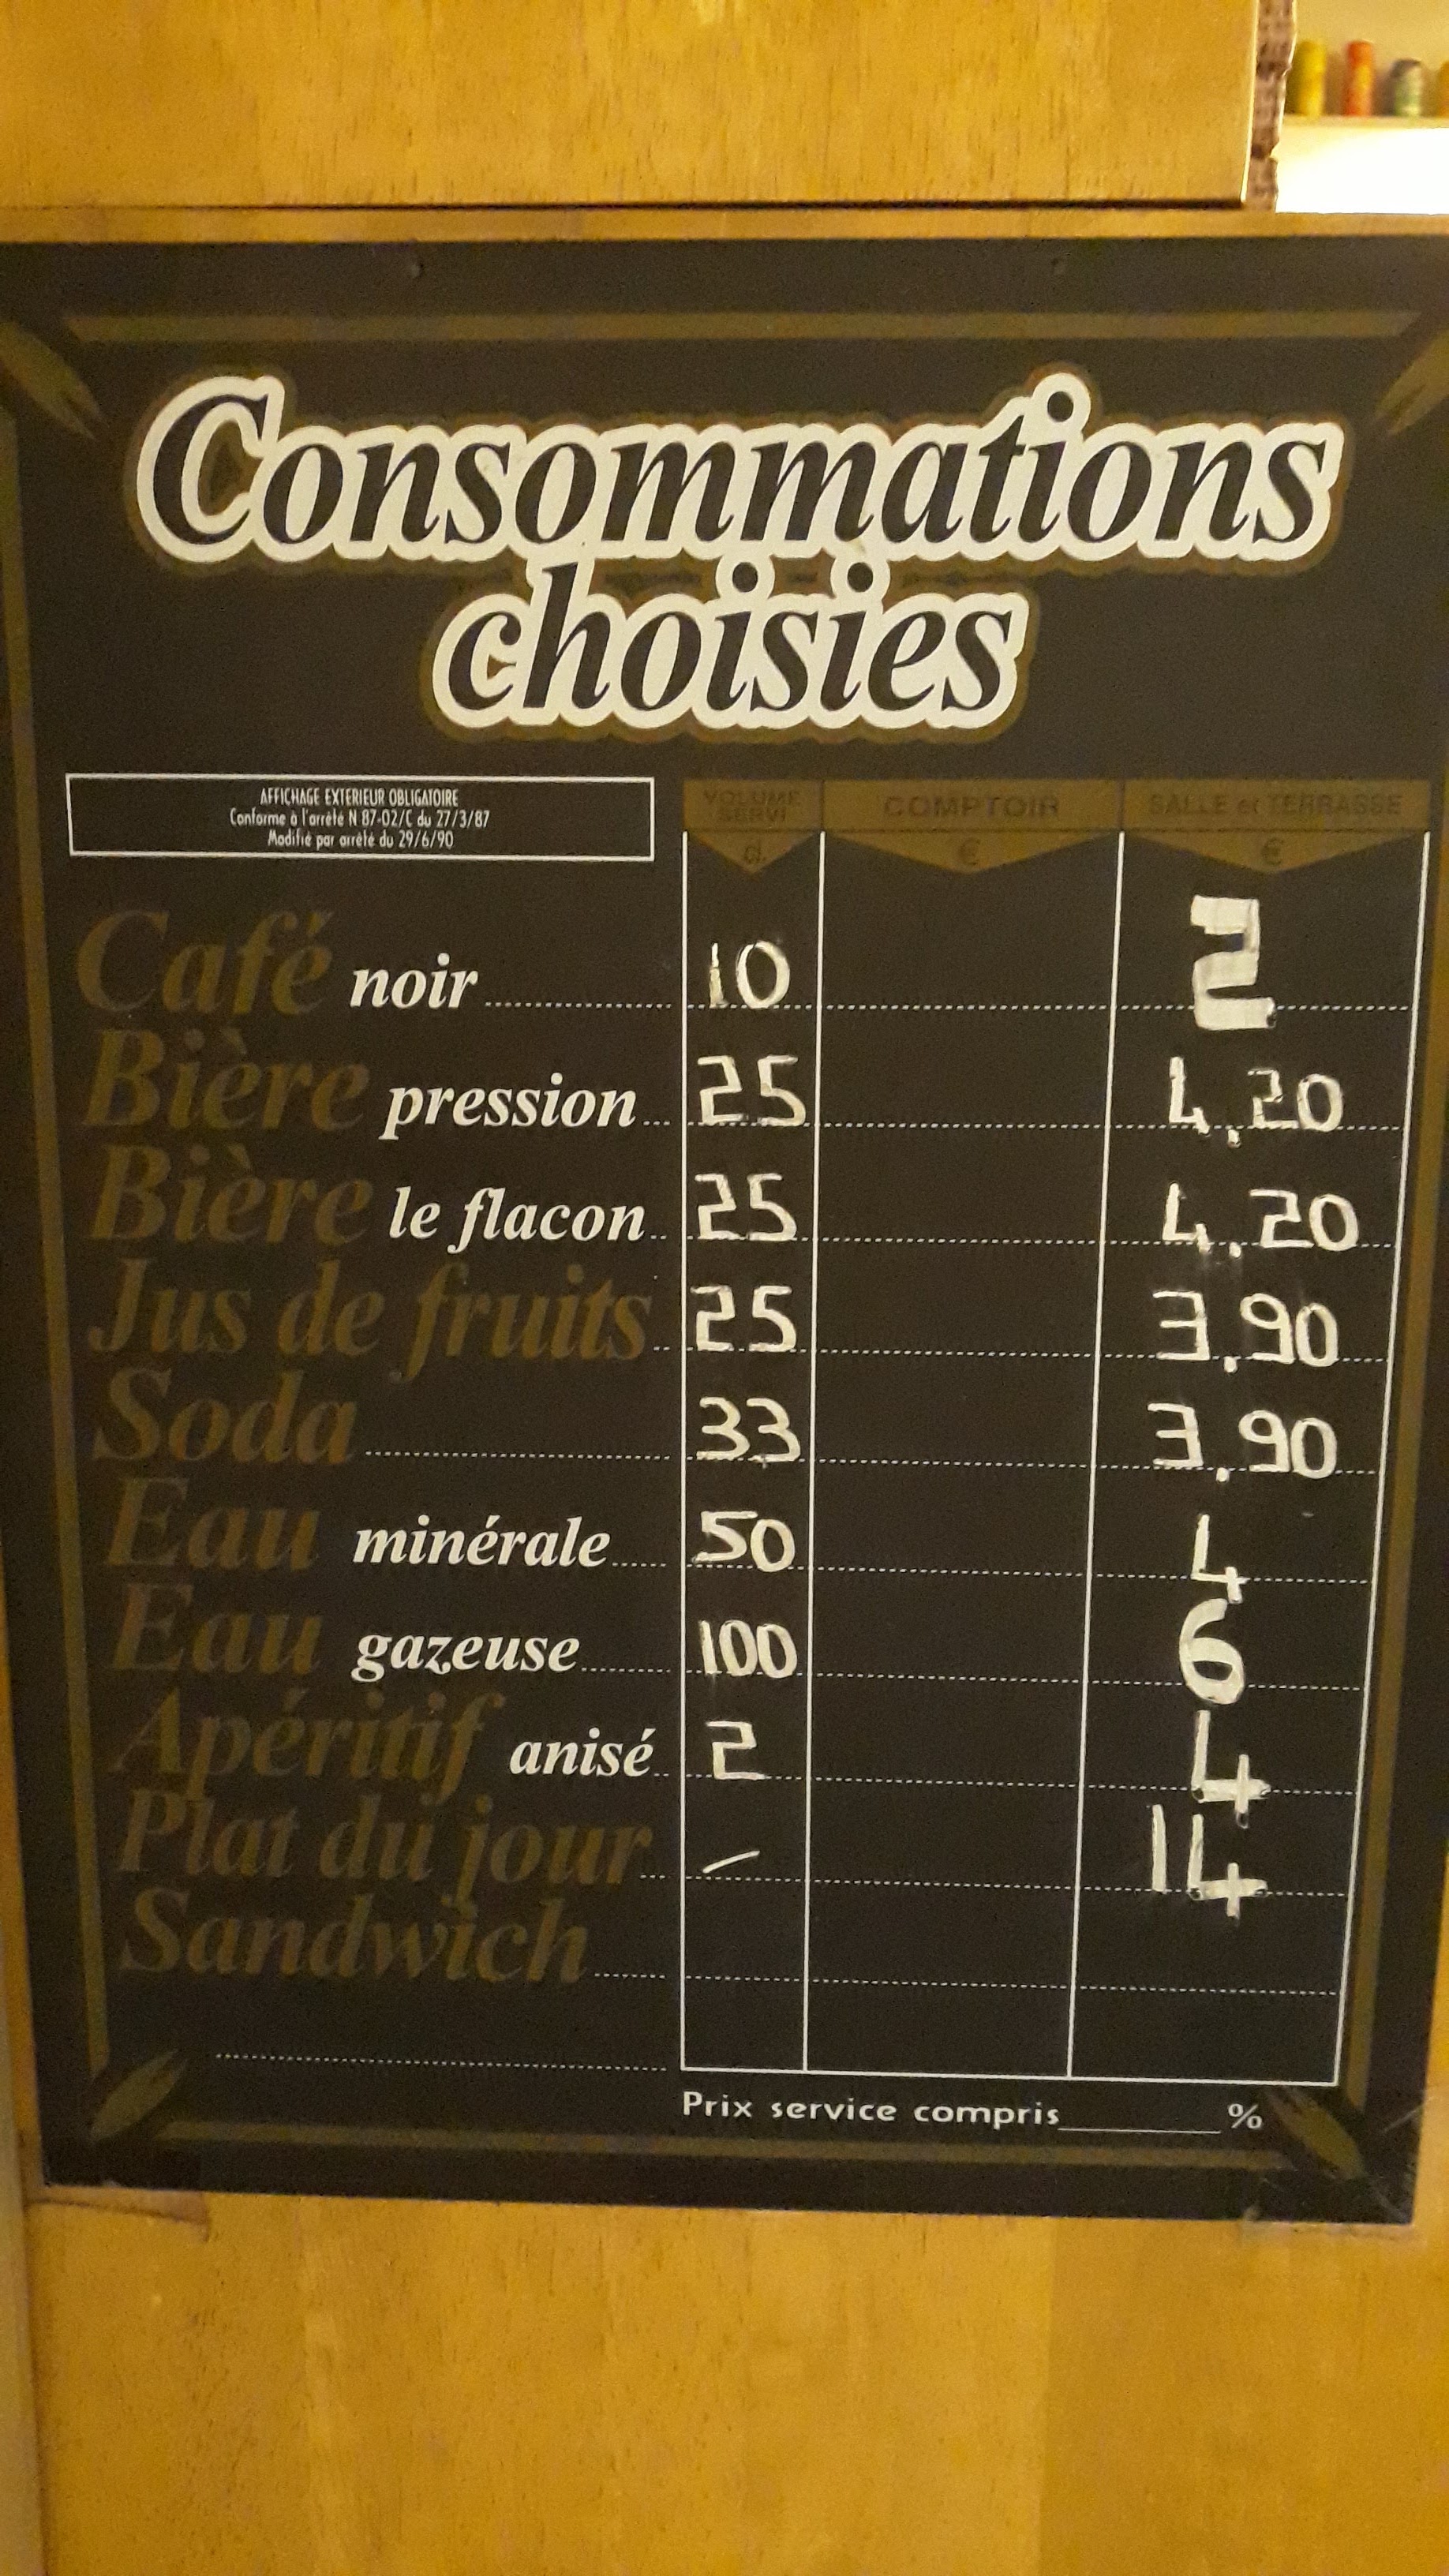 Consommations
choisies
AFFICHAGE EXTERIEUR OBLIGATOIRE
Conforme à l'arrêté N 87-02/C du 27/3/87
Modifié par arrêté du 29/6/90
VOLUME SERVI cl. COMPTOIR € SALLE et TERRASSE €
Café noir 10 2
Bière pression 25 4,20
Bière le flacon 25 4,20
Jus de fruits 25 3,90
Soda 33 3,90
Eau minérale 50 4
Eau gazeuse 100 6
Apéritif anisé 2 4
Plat du jour / 14
Sandwich
Prix service compris %